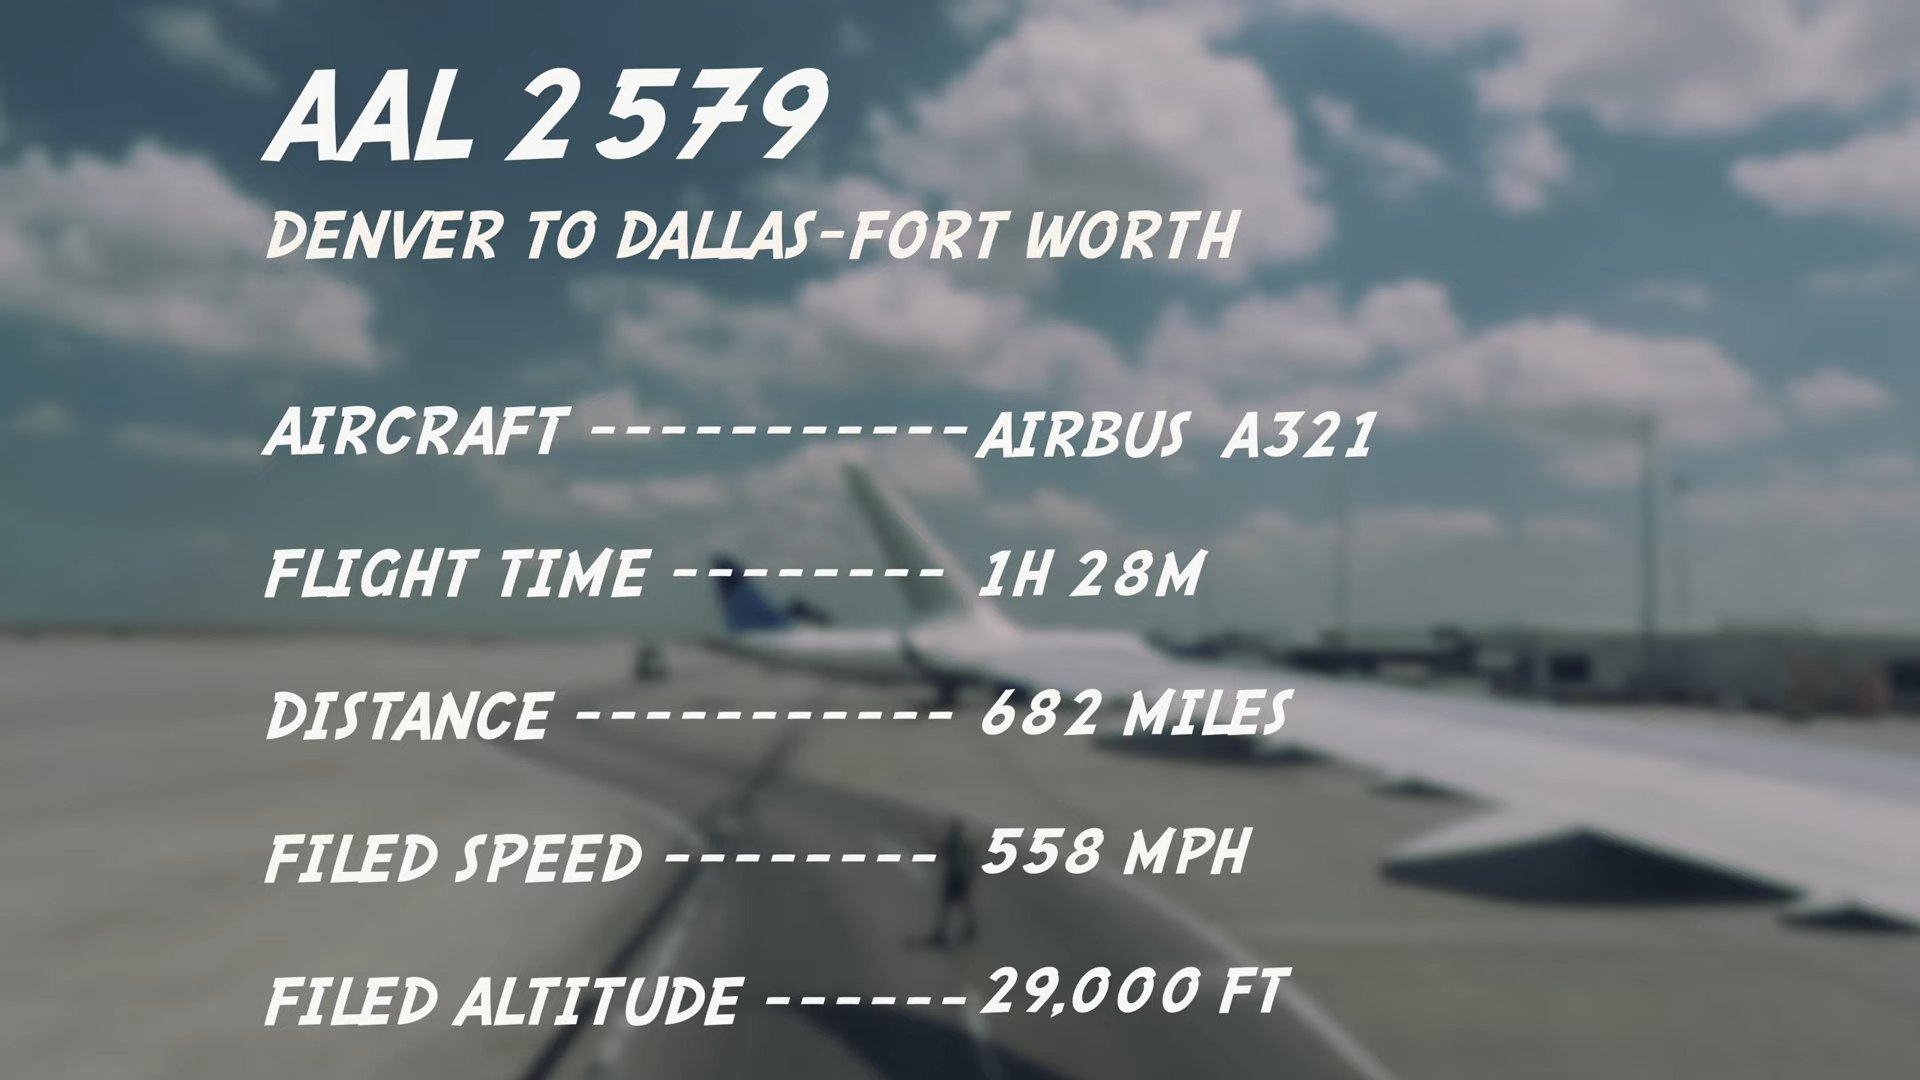 AAL 2579
DENVER TO DALLAS-FORT WORTH
AIRCRAFT ----------- AIRBUS A321
FLIGHT TIME -------- 1H 28M
DISTANCE ----------- 682 MILES
FILED SPEED -------- 558 MPH
FILED ALTITUDE ------ 29,000 FT